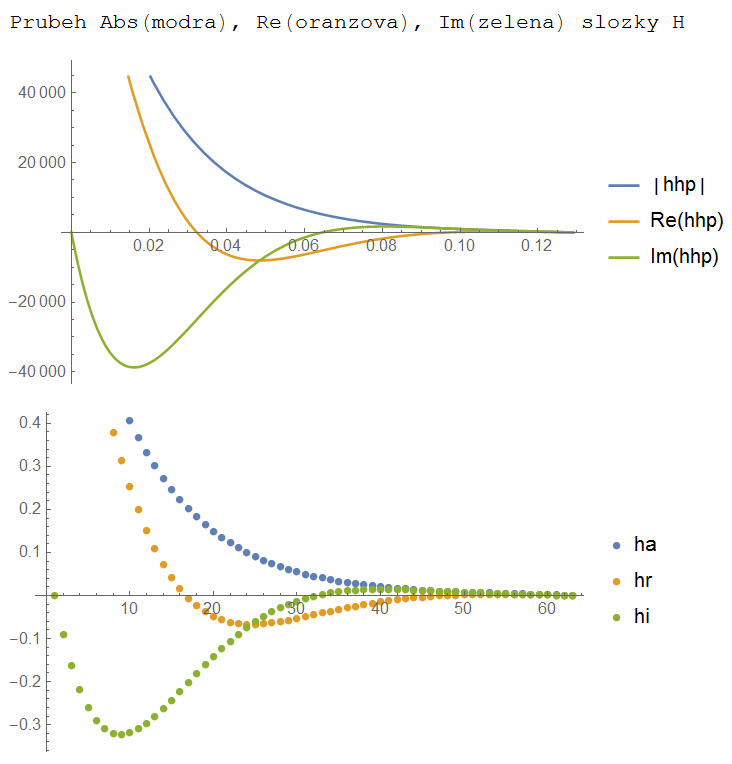 Prubeh Abs(modra), Re(oranzova), Im(zelena) slozky H
40 000
20 000
0.02 0.04 0.06 0.08 0.10 0.12
−20 000
−40 000
|hhp|
Re(hhp)
Im(hhp)
0.4
0.3
0.2
0.1
10 20 30 40 50 60
−0.1
−0.2
−0.3
ha
hr
hi